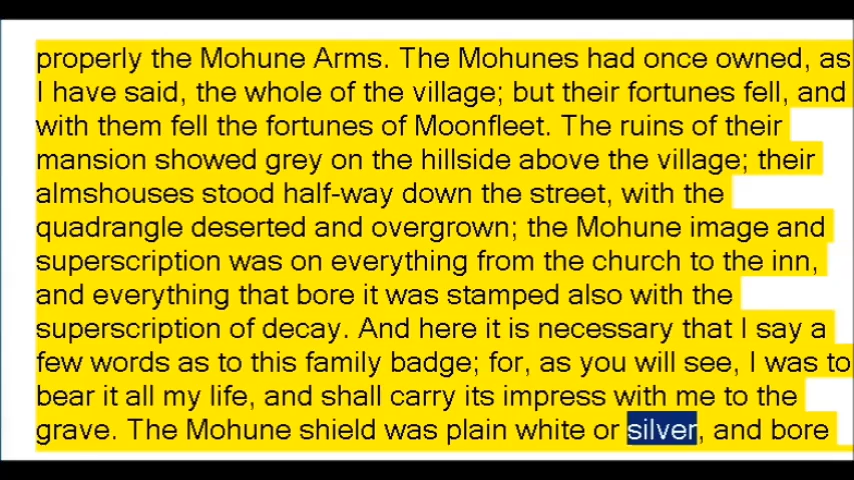 properly the Mohune Arms. The Mohunes had once owned, as
I have said, the whole of the village; but their fortunes fell, and
with them fell the fortunes of Moonfleet. The ruins of their
mansion showed grey on the hillside above the village; their
almshouses stood half-way down the street, with the
quadrangle deserted and overgrown; the Mohune image and
superscription was on everything from the church to the inn,
and everything that bore it was stamped also with the
superscription of decay. And here it is necessary that I say a
few words as to this family badge; for, as you will see, I was to
bear it all my life, and shall carry its impress with me to the
grave. The Mohune shield was plain white or silver, and bore